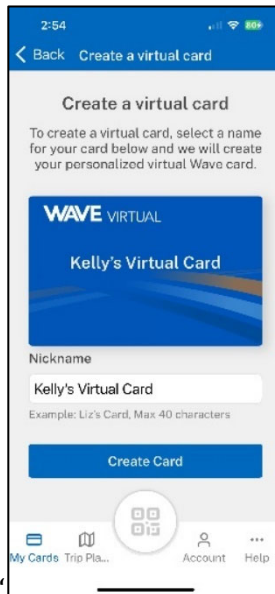 2:54
80+
Back Create a virtual card
Create a virtual card
To create a virtual card, select a name
for your card below and we will create
your personalized virtual Wave card.
WAVE VIRTUAL
Kelly's Virtual Card
Nickname
Kelly's Virtual Card
Example: Liz's Card, Max 40 characters
Create Card
My Cards Trip Pla... Account Help
“